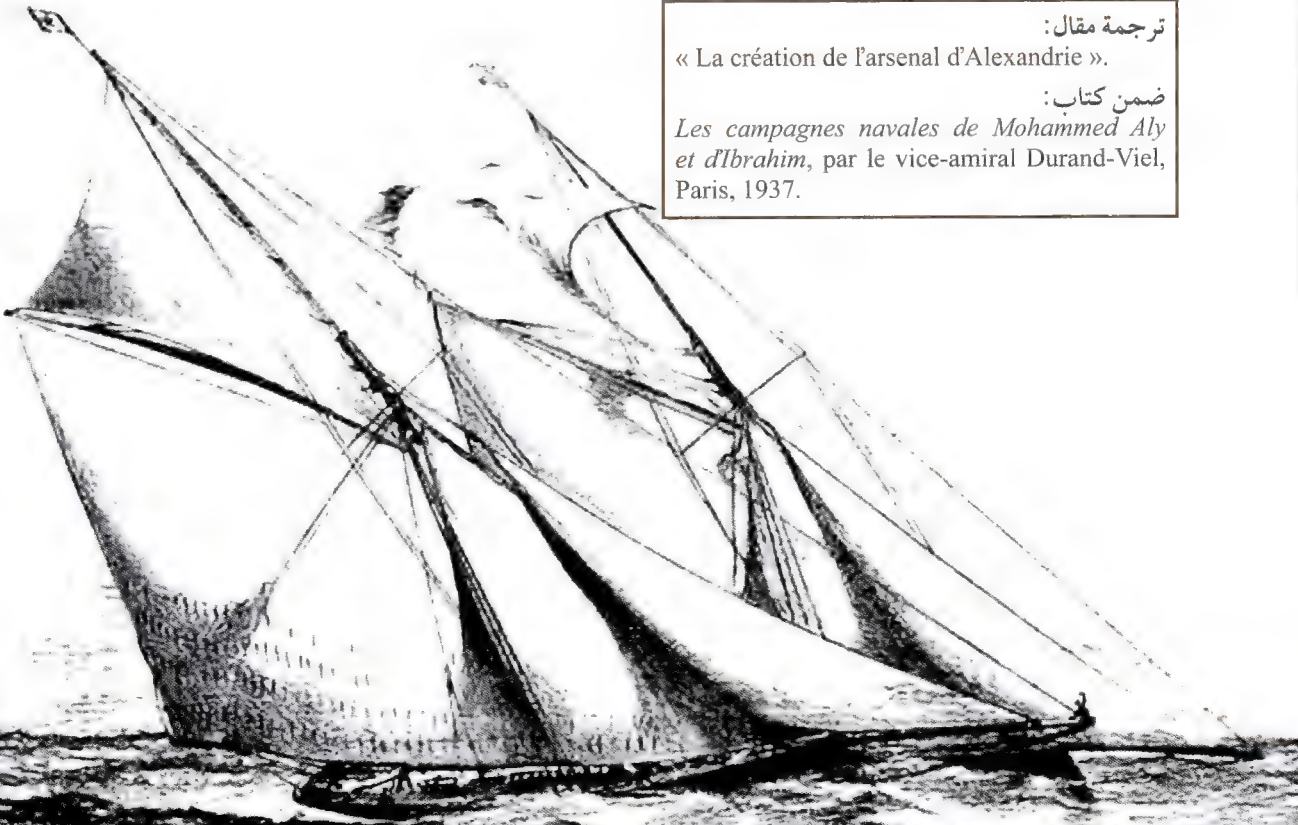 ترجمة مقال:
« La création de l'arsenal d'Alexandrie ».
ضمن كتاب:
Les campagnes navales de Mohammed Aly
et d'Ibrahim, par le vice-amiral Durand-Viel,
Paris, 1937.